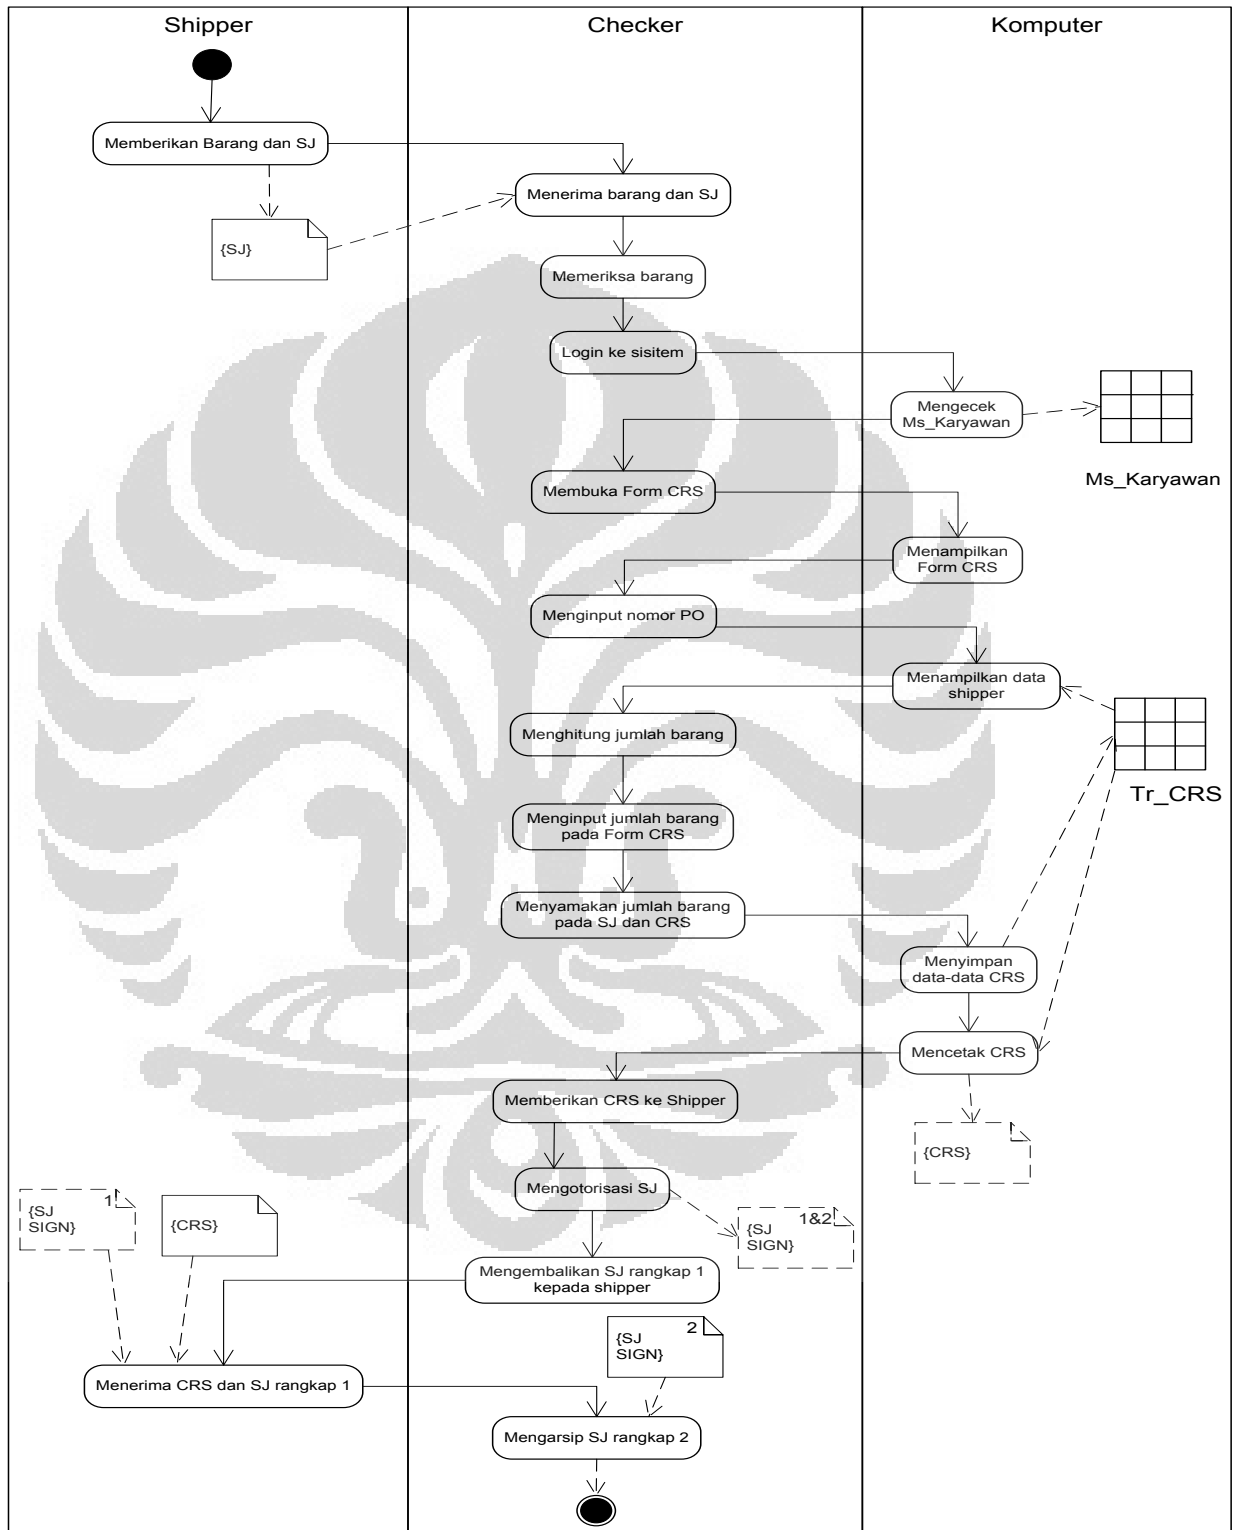 Shipper
Checker
Komputer
Memberikan Barang dan SJ
Menerima barang dan SJ
{SJ}
Memeriksa barang
Login ke sisitem
Mengecek
Ms_Karyawan
Ms_Karyawan
Membuka Form CRS
Menampilkan
Form CRS
Menginput nomor PO
Menampilkan data
shipper
Menghitung jumlah barang
Tr_CRS
Menginput jumlah barang
pada Form CRS
Menyamakan jumlah barang
pada SJ dan CRS
Menyimpan
data-data CRS
Mencetak CRS
Memberikan CRS ke Shipper
{CRS}
Mengotorisasi SJ
1
{SJ
SIGN}
{CRS}
1&2
{SJ
SIGN}
Mengembalikan SJ rangkap 1
kepada shipper
2
{SJ
SIGN}
Menerima CRS dan SJ rangkap 1
Mengarsip SJ rangkap 2